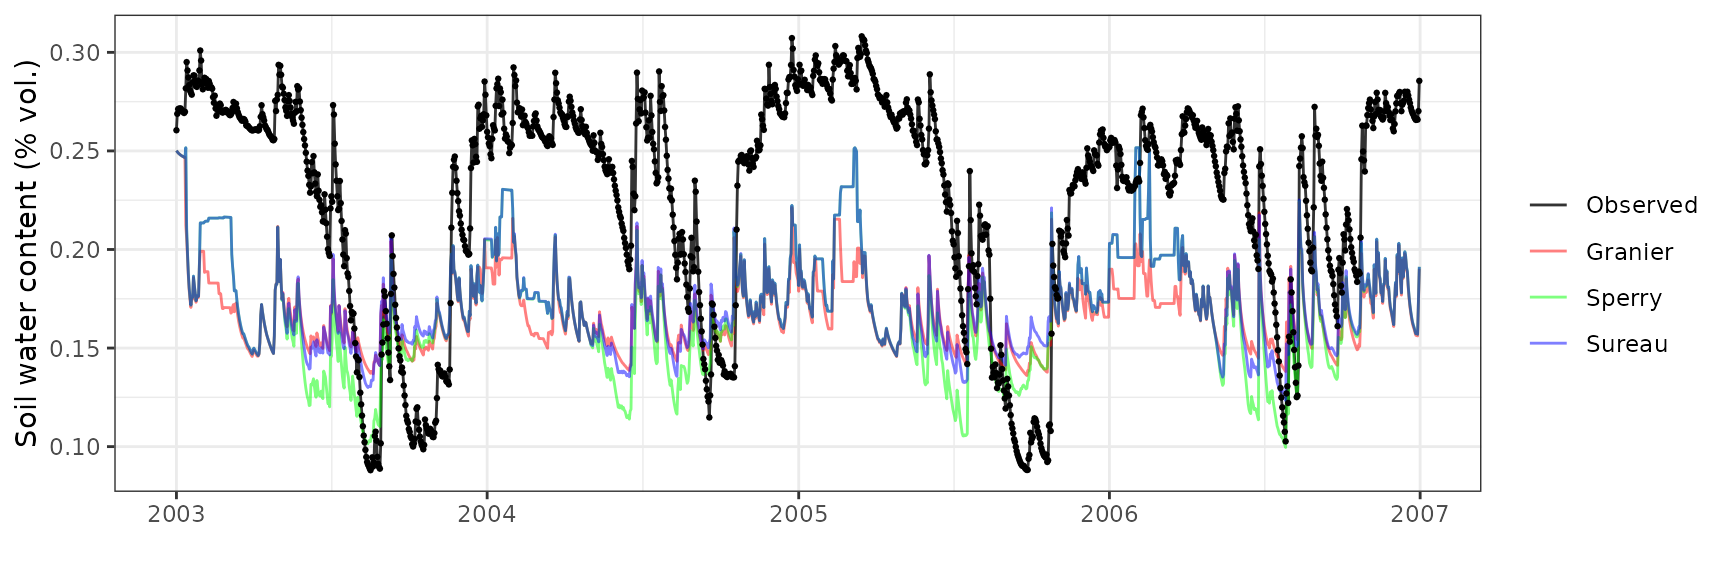 Soil water content (% vol.)
0.30
0.25
0.20
0.15
0.10
2003
2004
2005
2006
2007
Observed
Granier
Sperry
Sureau